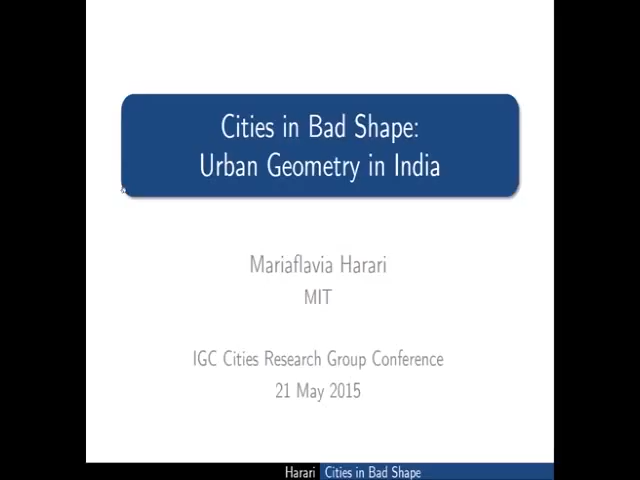 Cities in Bad Shape:
Urban Geometry in India
Mariaflavia Harari
MIT
IGC Cities Research Group Conference
21 May 2015
Harari Cities in Bad Shape